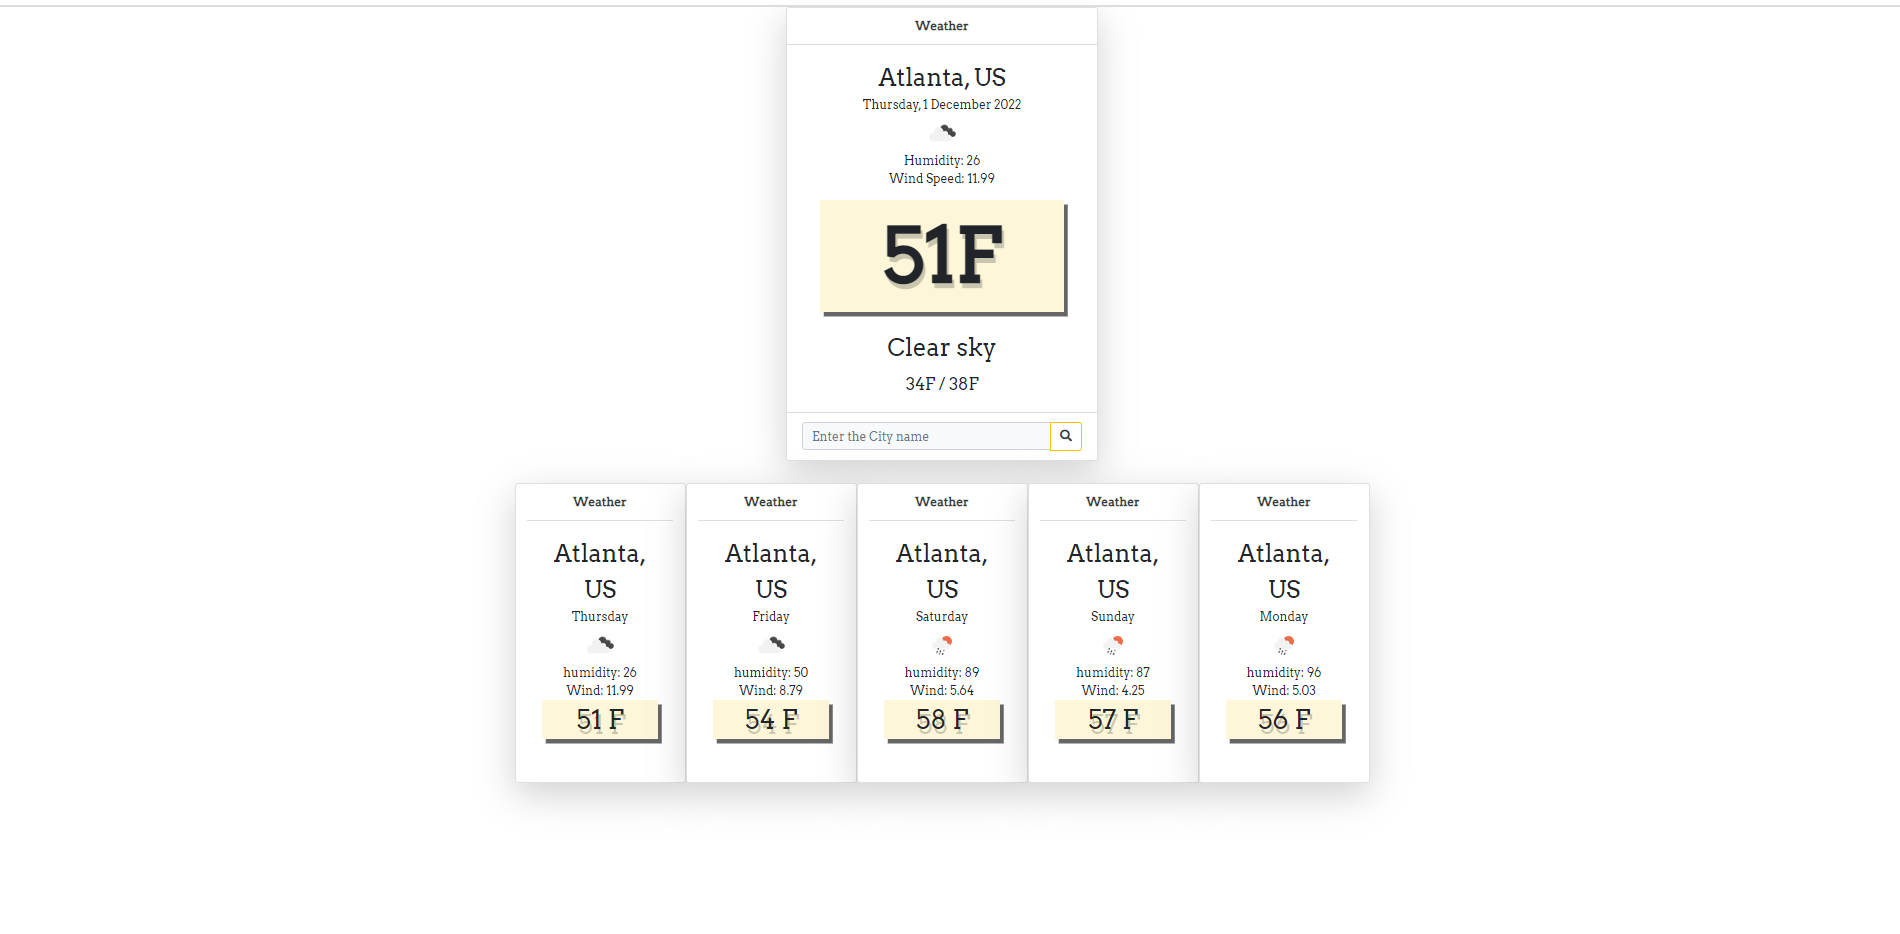 Weather
Atlanta, US
Thursday, 1 December 2022
Humidity: 26
Wind Speed: 11.99
51F
Clear sky
34F / 38F
Enter the City name
Weather
Atlanta,
US
Thursday
humidity: 26
Wind: 11.99
51 F
Weather
Atlanta,
US
Friday
humidity: 50
Wind: 8.79
54 F
Weather
Atlanta,
US
Saturday
humidity: 89
Wind: 5.64
58 F
Weather
Atlanta,
US
Sunday
humidity: 87
Wind: 4.25
57 F
Weather
Atlanta,
US
Monday
humidity: 96
Wind: 5.03
56 F